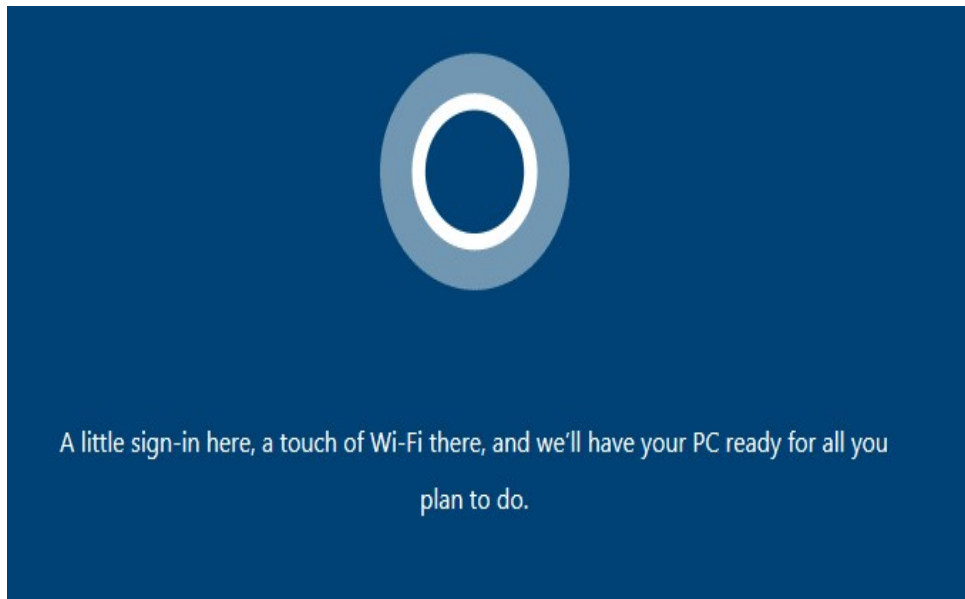 A little sign-in here, a touch of Wi-Fi there, and we’ll have your PC ready for all you
plan to do.